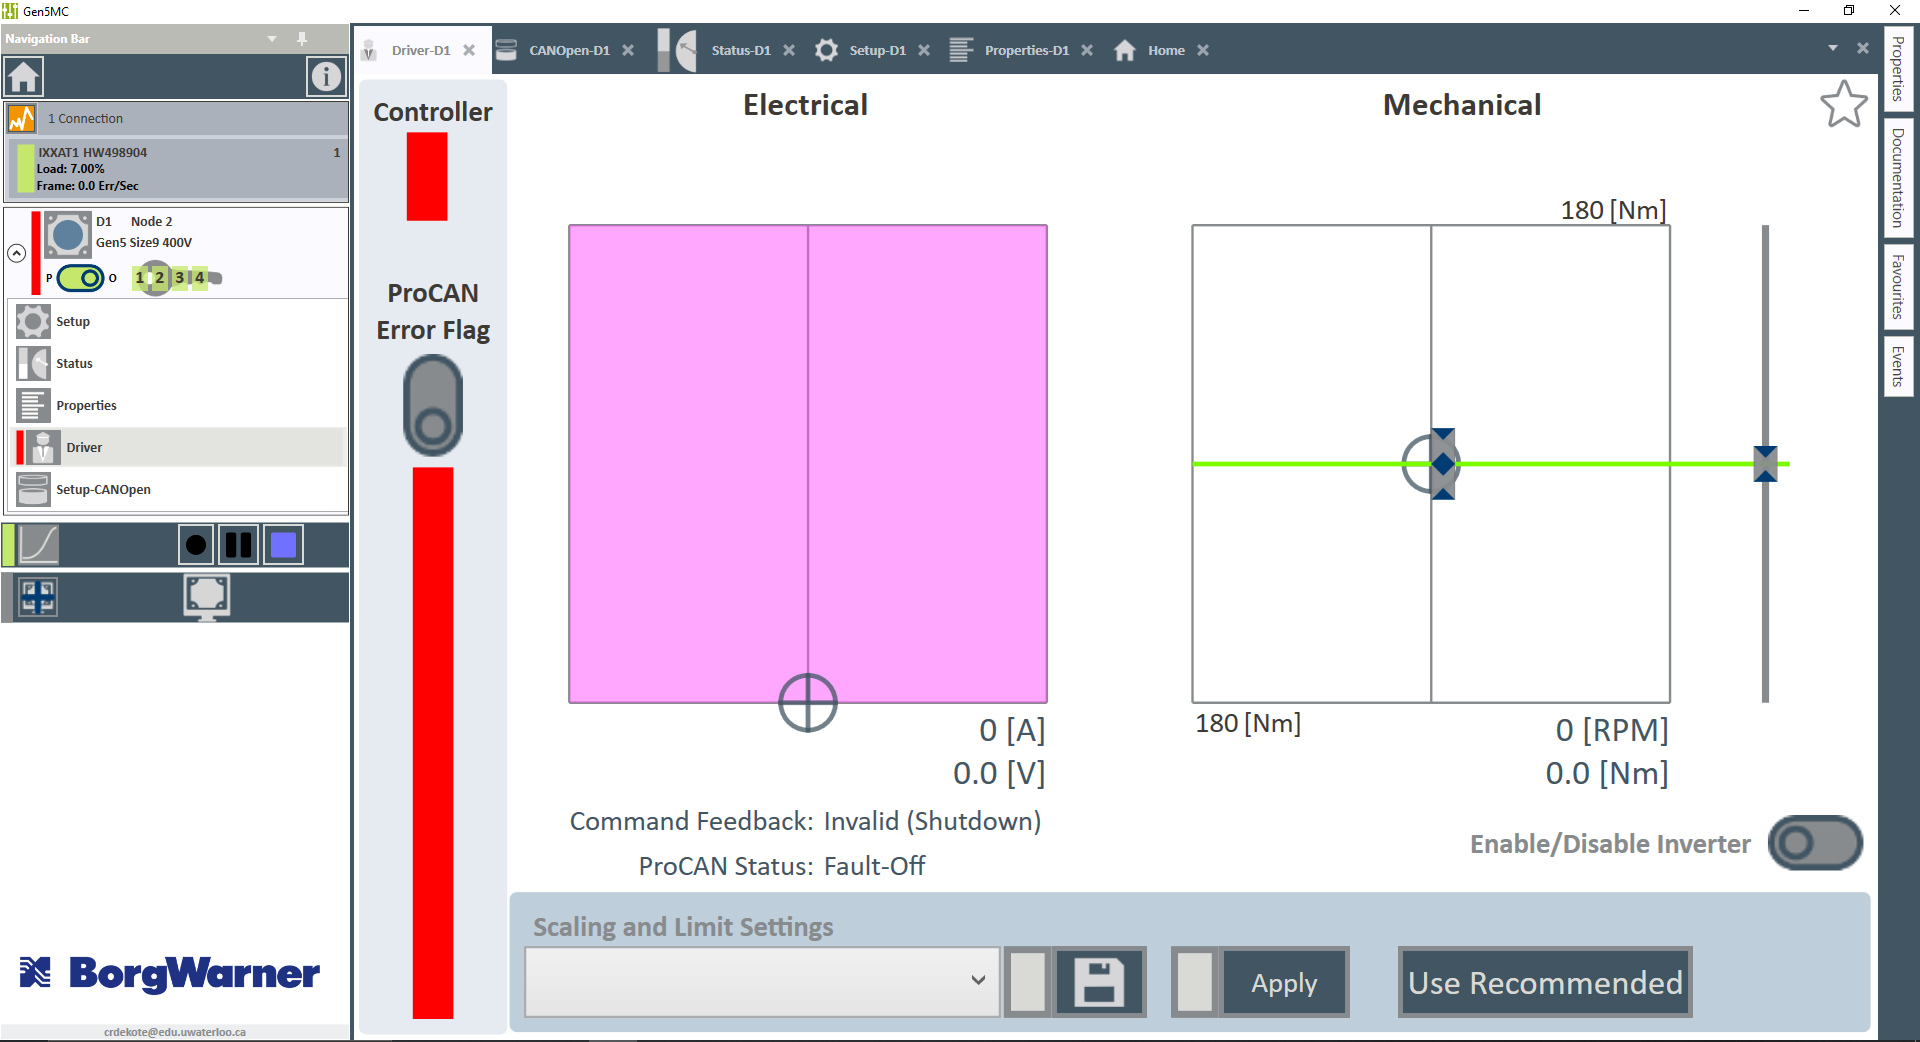 Gen5MC
Navigation Bar
1 Connection
IXXAT1 HW498904 1
Load: 7.00%
Frame: 0.0 Err/Sec
D1 Node 2
Gen5 Size9 400V
P O 1 2 3 4
Setup
Status
Properties
Driver
Setup-CANOpen
BorgWarner
crdekote@edu.uwaterloo.ca
Driver-D1 CANOpen-D1 Status-D1 Setup-D1 Properties-D1 Home
Controller
ProCAN
Error Flag
Electrical
0 [A]
0.0 [V]
Command Feedback: Invalid (Shutdown)
ProCAN Status: Fault-Off
Mechanical
180 [Nm]
180 [Nm]
0 [RPM]
0.0 [Nm]
Enable/Disable Inverter
Scaling and Limit Settings
Apply
Use Recommended
Properties
Documentation
Favourites
Events